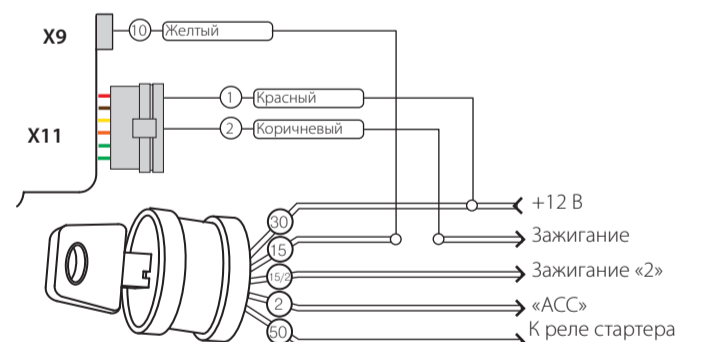 X9
10 Желтый
X11
1 Красный
2 Коричневый
30
+12 В
15
Зажигание
15/2
Зажигание «2»
2
«АСС»
50
К реле стартера